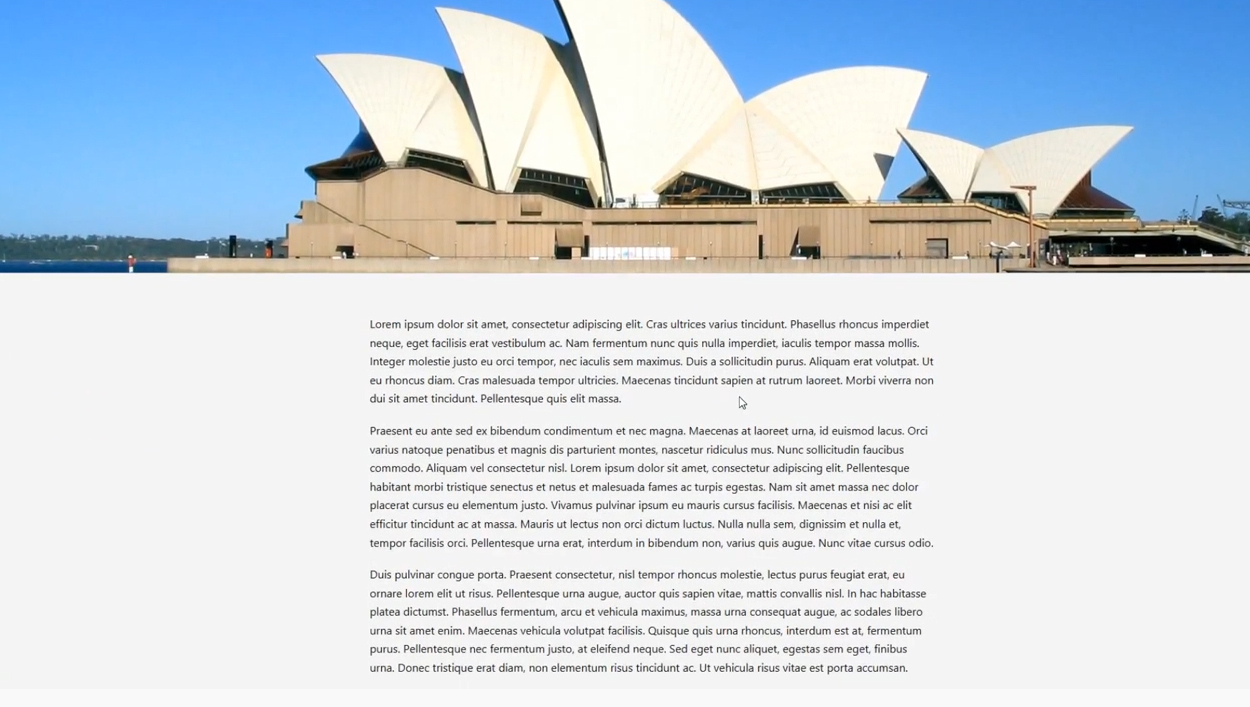 Lorem ipsum dolor sit amet, consectetur adipiscing elit. Cras ultrices varius tincidunt. Phasellus rhoncus imperdiet
neque, eget facilisis erat vestibulum ac. Nam fermentum nunc quis nulla imperdiet, iaculis tempor massa mollis.
Integer molestie justo eu orci tempor, nec iaculis sem maximus. Duis a sollicitudin purus. Aliquam erat volutpat. Ut
eu rhoncus diam. Cras malesuada tempor ultricies. Maecenas tincidunt sapien at rutrum laoreet. Morbi viverra non
dui sit amet tincidunt. Pellentesque quis elit massa.
Praesent eu ante sed ex bibendum condimentum et nec magna. Maecenas at laoreet urna, id euismod lacus. Orci
varius natoque penatibus et magnis dis parturient montes, nascetur ridiculus mus. Nunc sollicitudin faucibus
commodo. Aliquam vel consectetur nisl. Lorem ipsum dolor sit amet, consectetur adipiscing elit. Pellentesque
habitant morbi tristique senectus et netus et malesuada fames ac turpis egestas. Nam sit amet massa nec dolor
placerat cursus eu elementum justo. Vivamus pulvinar ipsum eu mauris cursus facilisis. Maecenas et nisi ac elit
efficitur tincidunt ac at massa. Mauris ut lectus non orci dictum luctus. Nulla nulla sem, dignissim et nulla et,
tempor facilisis orci. Pellentesque urna erat, interdum in bibendum non, varius quis augue. Nunc vitae cursus odio.
Duis pulvinar congue porta. Praesent consectetur, nisl tempor rhoncus molestie, lectus purus feugiat erat, eu
ornare lorem elit ut risus. Pellentesque urna augue, auctor quis sapien vitae, mattis convallis nisl. In hac habitasse
platea dictumst. Phasellus fermentum, arcu et vehicula maximus, massa urna consequat augue, ac sodales libero
urna sit amet enim. Maecenas vehicula volutpat facilisis. Quisque quis urna rhoncus, interdum est at, fermentum
purus. Pellentesque nec fermentum justo, at eleifend neque. Sed eget nunc aliquet, egestas sem eget, finibus
urna. Donec tristique erat diam, non elementum risus tincidunt ac. Ut vehicula risus vitae est porta accumsan.